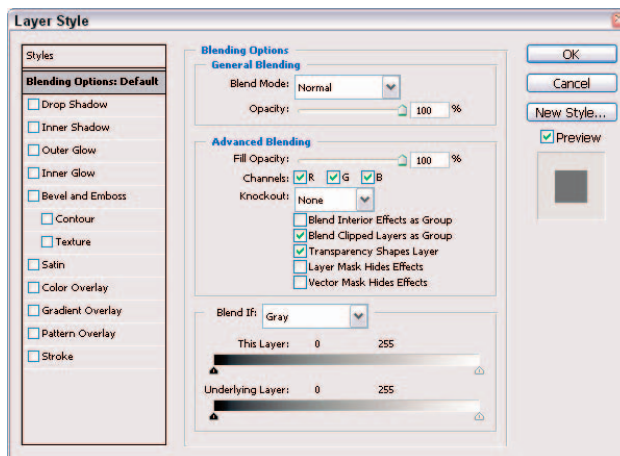 Layer Style
Styles
Blending Options: Default
Drop Shadow
Inner Shadow
Outer Glow
Inner Glow
Bevel and Emboss
Contour
Texture
Satin
Color Overlay
Gradient Overlay
Pattern Overlay
Stroke
Blending Options
General Blending
Blend Mode: Normal
Opacity: 100 %
Advanced Blending
Fill Opacity: 100 %
Channels: R G B
Knockout: None
Blend Interior Effects as Group
Blend Clipped Layers as Group
Transparency Shapes Layer
Layer Mask Hides Effects
Vector Mask Hides Effects
Blend If: Gray
This Layer: 0 255
Underlying Layer: 0 255
OK
Cancel
New Style...
Preview